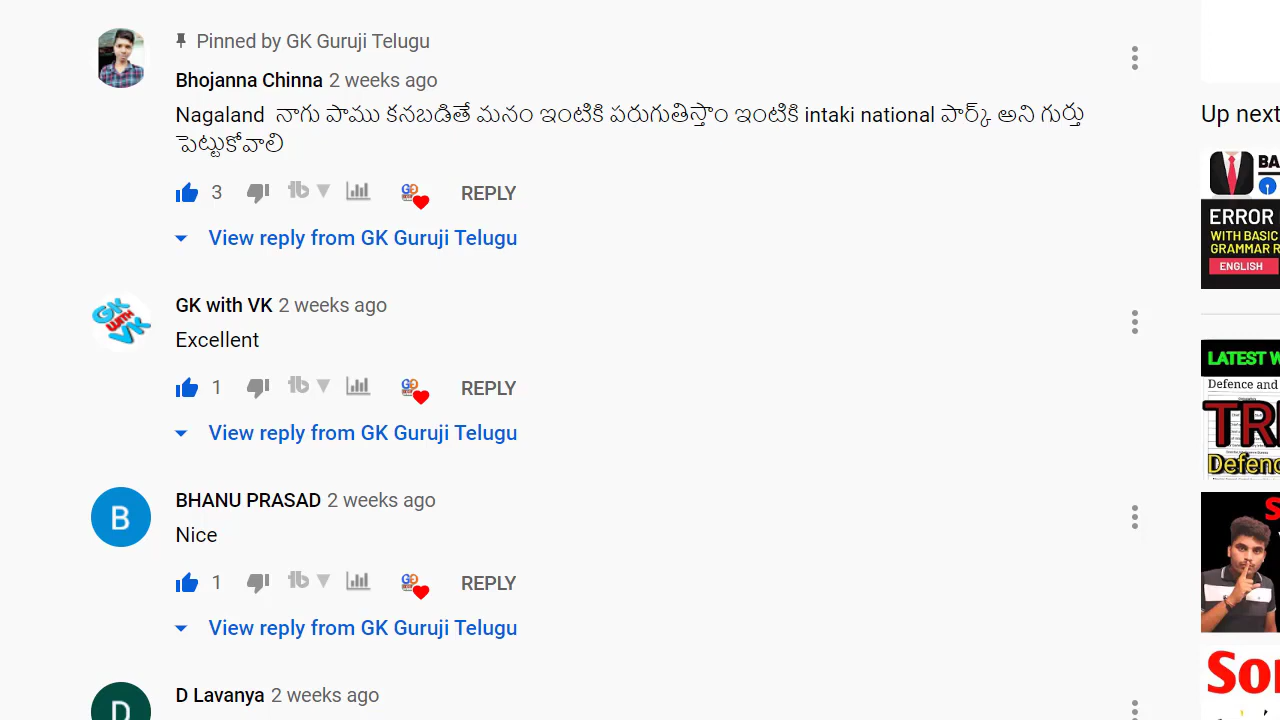 Pinned by GK Guruji Telugu
Bhojanna Chinna 2 weeks ago
Nagaland నాగు పాము కనబడితే మనం ఇంటికి పరుగుతిస్తాం ఇంటికి intaki national పార్క్ అని గుర్తు
పెట్టుకోవాలి
3 REPLY
View reply from GK Guruji Telugu
GK with VK 2 weeks ago
Excellent
1 REPLY
View reply from GK Guruji Telugu
BHANU PRASAD 2 weeks ago
B
Nice
1 REPLY
View reply from GK Guruji Telugu
D Lavanya 2 weeks ago
D
Up next
BA
ERROR
WITH BASIC
GRAMMAR R
ENGLISH
LATEST W
Defence and
TRI
Defenc
S
Son